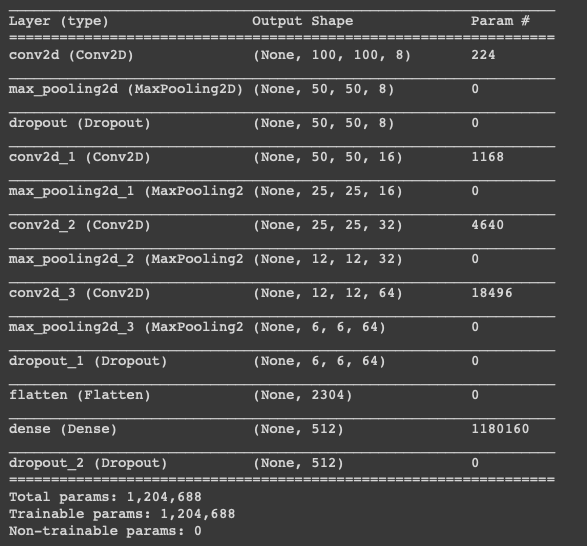 Layer (type) Output Shape Param #
=================================================================
conv2d (Conv2D) (None, 100, 100, 8) 224
max_pooling2d (MaxPooling2D) (None, 50, 50, 8) 0
dropout (Dropout) (None, 50, 50, 8) 0
conv2d_1 (Conv2D) (None, 50, 50, 16) 1168
max_pooling2d_1 (MaxPooling2 (None, 25, 25, 16) 0
conv2d_2 (Conv2D) (None, 25, 25, 32) 4640
max_pooling2d_2 (MaxPooling2 (None, 12, 12, 32) 0
conv2d_3 (Conv2D) (None, 12, 12, 64) 18496
max_pooling2d_3 (MaxPooling2 (None, 6, 6, 64) 0
dropout_1 (Dropout) (None, 6, 6, 64) 0
flatten (Flatten) (None, 2304) 0
dense (Dense) (None, 512) 1180160
dropout_2 (Dropout) (None, 512) 0
=================================================================
Total params: 1,204,688
Trainable params: 1,204,688
Non-trainable params: 0